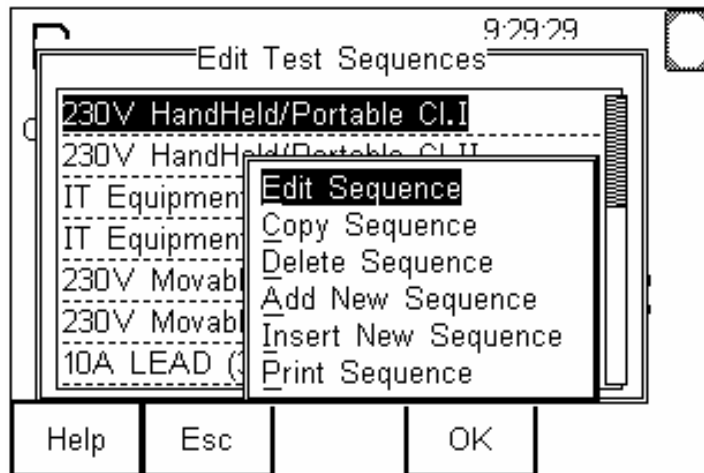 9:29:29
Edit Test Sequences
230V HandHeld/Portable Cl.I
230V HandHeld/Portable Cl.II
IT Equipment
IT Equipment
230V Movabl
230V Movabl
10A LEAD (
Edit Sequence
Copy Sequence
Delete Sequence
Add New Sequence
Insert New Sequence
Print Sequence
Help
Esc
OK